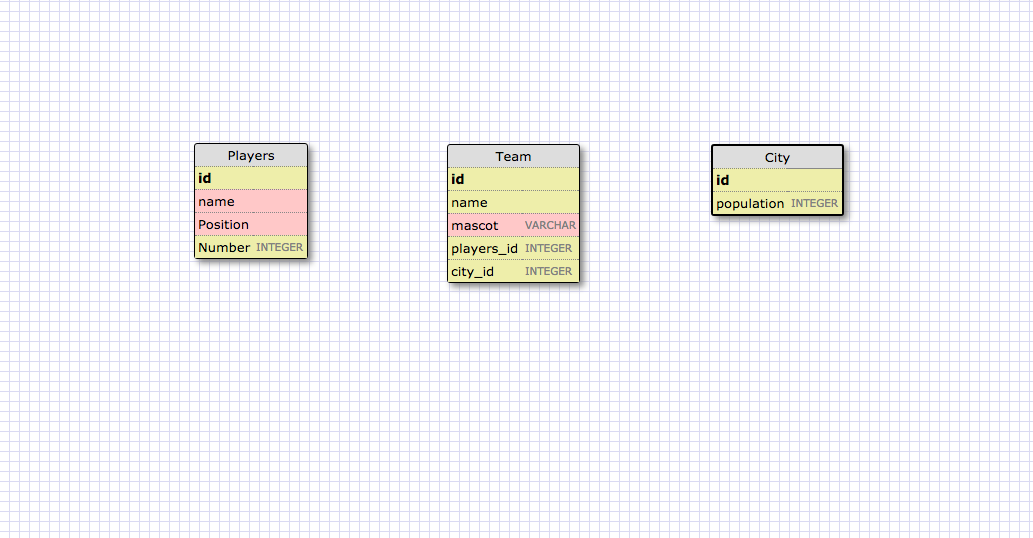 Players
id
name
Position
Number INTEGER
Team
id
name
mascot VARCHAR
players_id INTEGER
city_id INTEGER
City
id
population INTEGER